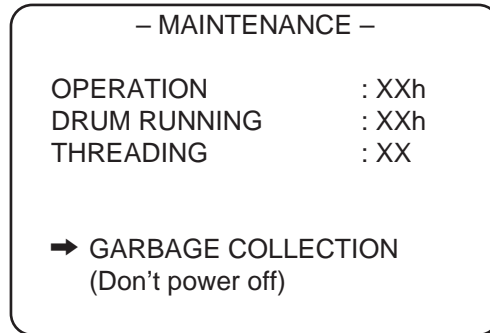 – MAINTENANCE –
OPERATION : XXh
DRUM RUNNING : XXh
THREADING : XX
➡ GARBAGE COLLECTION
(Don’t power off)